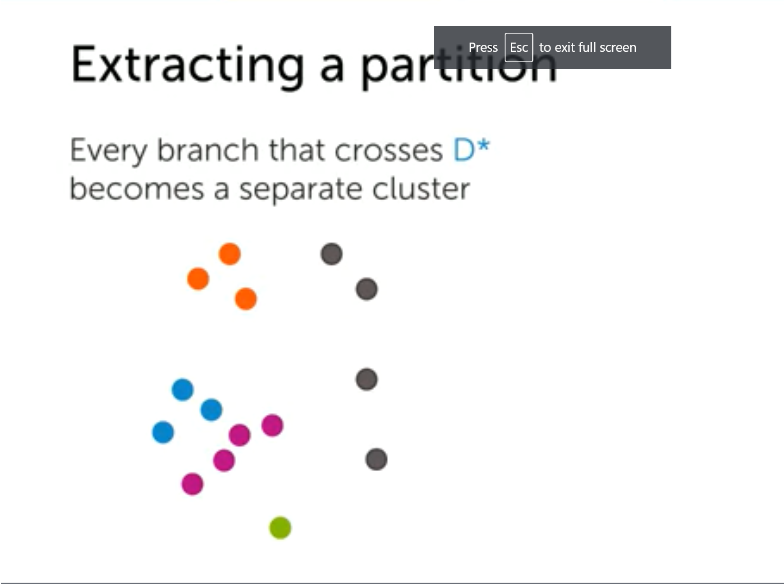 Press Esc to exit full screen
Extracting a partition
Every branch that crosses D*
becomes a separate cluster